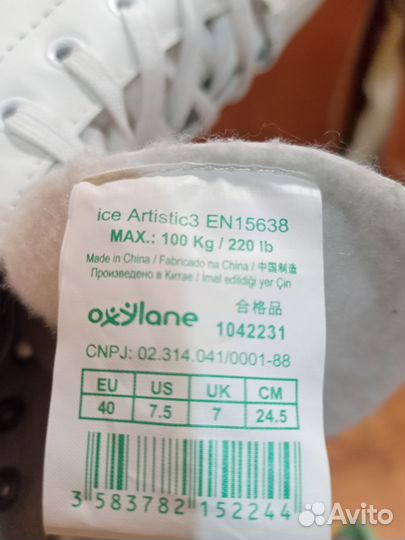 ice Artistic3 EN15638
MAX.: 100 Kg / 220 lb
Made in China / Fabricado na China / 中国制造
Произведено в Китае / Imal edildiği yer Çin
oxylane
合格品
1042231
CNPJ: 02.314.041/0001-88
EU US UK CM
40 7.5 7 24.5
3 583782 152244
Avito